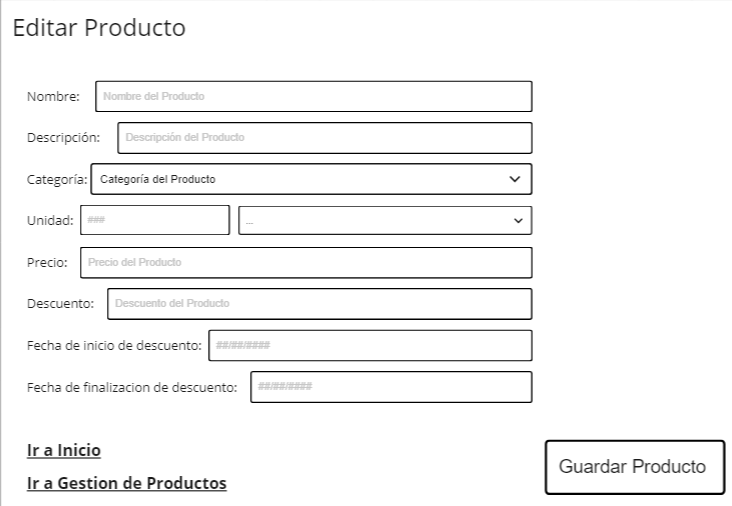 Editar Producto
Nombre: Nombre del Producto
Descripción: Descripción del Producto
Categoría: Categoría del Producto
Unidad: ### ...
Precio: Precio del Producto
Descuento: Descuento del Producto
Fecha de inicio de descuento: ##/##/####
Fecha de finalizacion de descuento: ##/##/####
Ir a Inicio
Guardar Producto
Ir a Gestion de Productos